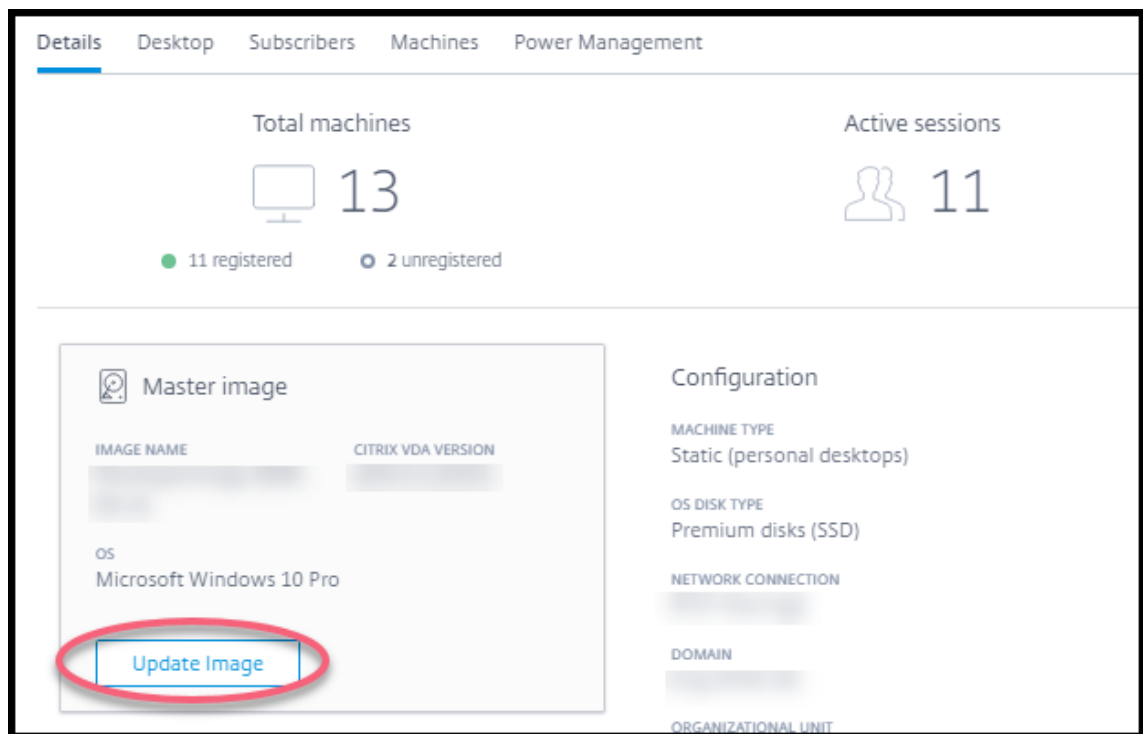 Details Desktop Subscribers Machines Power Management
Total machines Active sessions
13 11
11 registered 2 unregistered
Master image
IMAGE NAME CITRIX VDA VERSION
OS
Microsoft Windows 10 Pro
Update Image
Configuration
MACHINE TYPE
Static (personal desktops)
OS DISK TYPE
Premium disks (SSD)
NETWORK CONNECTION
DOMAIN
ORGANIZATIONAL UNIT